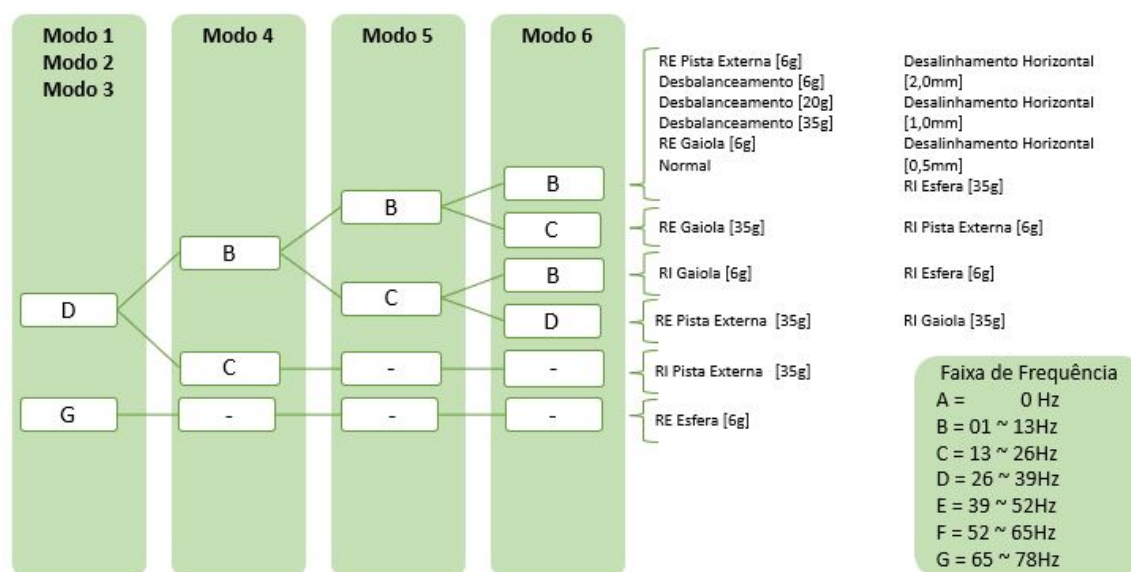 Modo 1
Modo 2
Modo 3
Modo 4
Modo 5
Modo 6
RE Pista Externa [6g]
Desbalanceamento [6g]
Desbalanceamento [20g]
Desbalanceamento [35g]
RE Gaiola [6g]
Normal
Desalinhamento Horizontal
[2,0mm]
Desalinhamento Horizontal
[1,0mm]
Desalinhamento Horizontal
[0,5mm]
RI Esfera [35g]
B
B
C
RE Gaiola [35g]
RI Pista Externa [6g]
B
B
RI Gaiola [6g]
RI Esfera [6g]
D
C
D
RE Pista Externa [35g]
RI Gaiola [35g]
C
-
-
RI Pista Externa [35g]
G
-
-
-
RE Esfera [6g]
Faixa de Frequência
A = 0 Hz
B = 01 ~ 13Hz
C = 13 ~ 26Hz
D = 26 ~ 39Hz
E = 39 ~ 52Hz
F = 52 ~ 65Hz
G = 65 ~ 78Hz